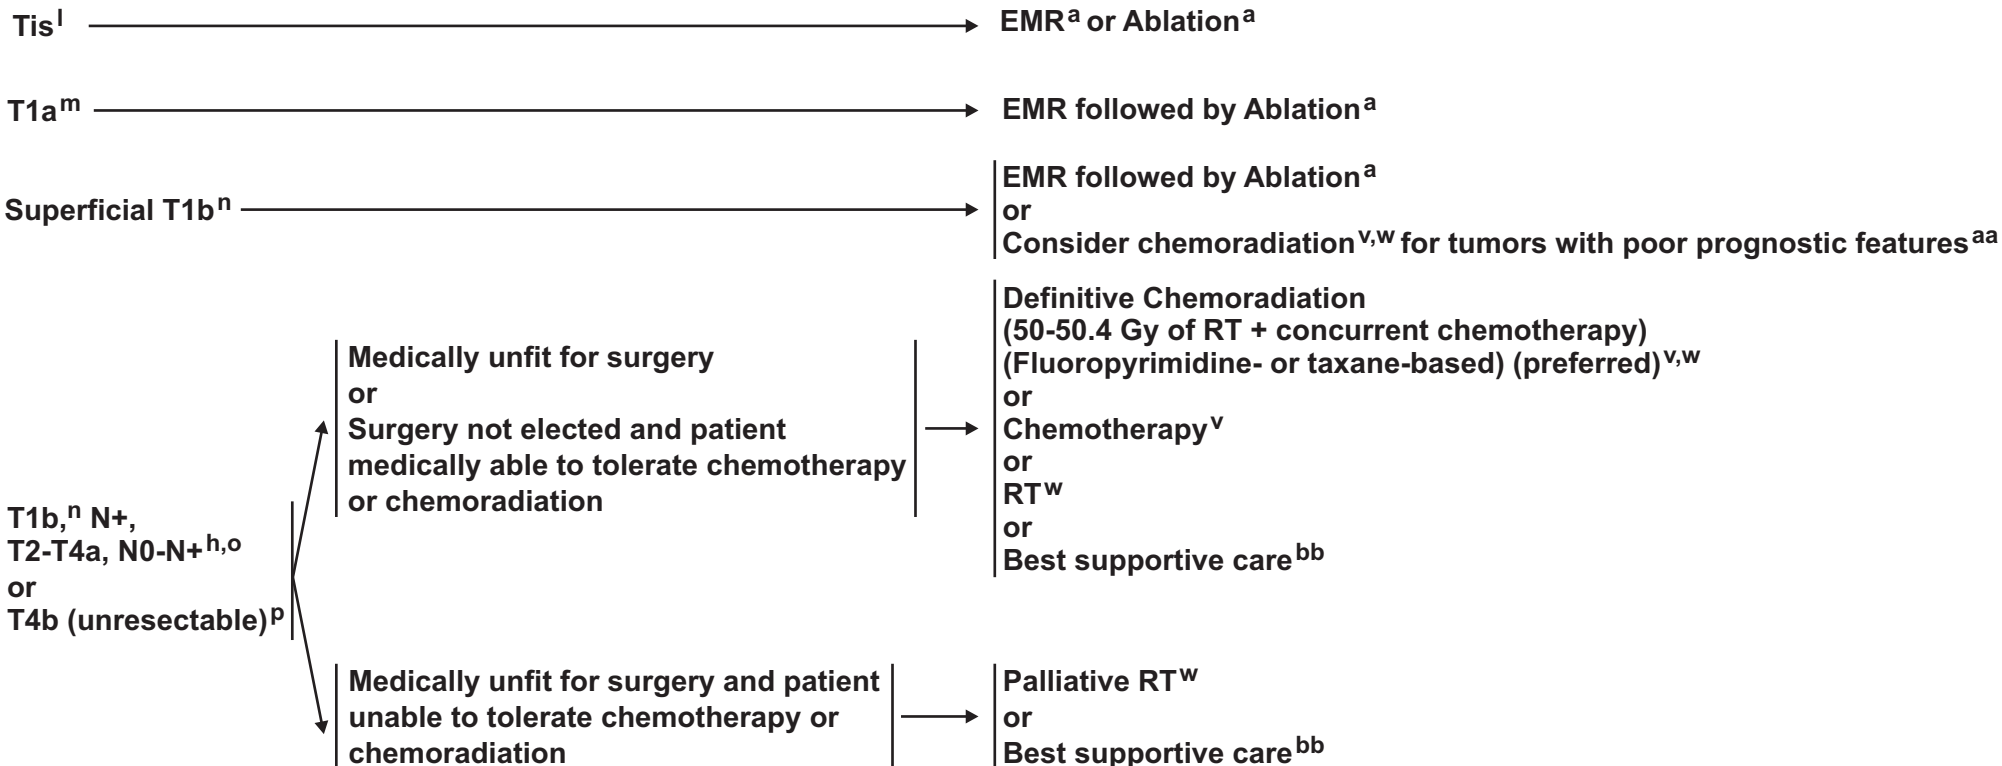 Tis^l
EMR^a or Ablation^a
T1a^m
EMR followed by Ablation^a
Superficial T1b^n
EMR followed by Ablation^a
or
Consider chemoradiation^v,w for tumors with poor prognostic features^aa
T1b,^n N+,
T2-T4a, N0-N+^h,o
or
T4b (unresectable)^p
Medically unfit for surgery
or
Surgery not elected and patient
medically able to tolerate chemotherapy
or chemoradiation
Definitive Chemoradiation
(50-50.4 Gy of RT + concurrent chemotherapy)
(Fluoropyrimidine- or taxane-based) (preferred)^v,w
or
Chemotherapy^v
or
RT^w
or
Best supportive care^bb
Medically unfit for surgery and patient
unable to tolerate chemotherapy or
chemoradiation
Palliative RT^w
or
Best supportive care^bb